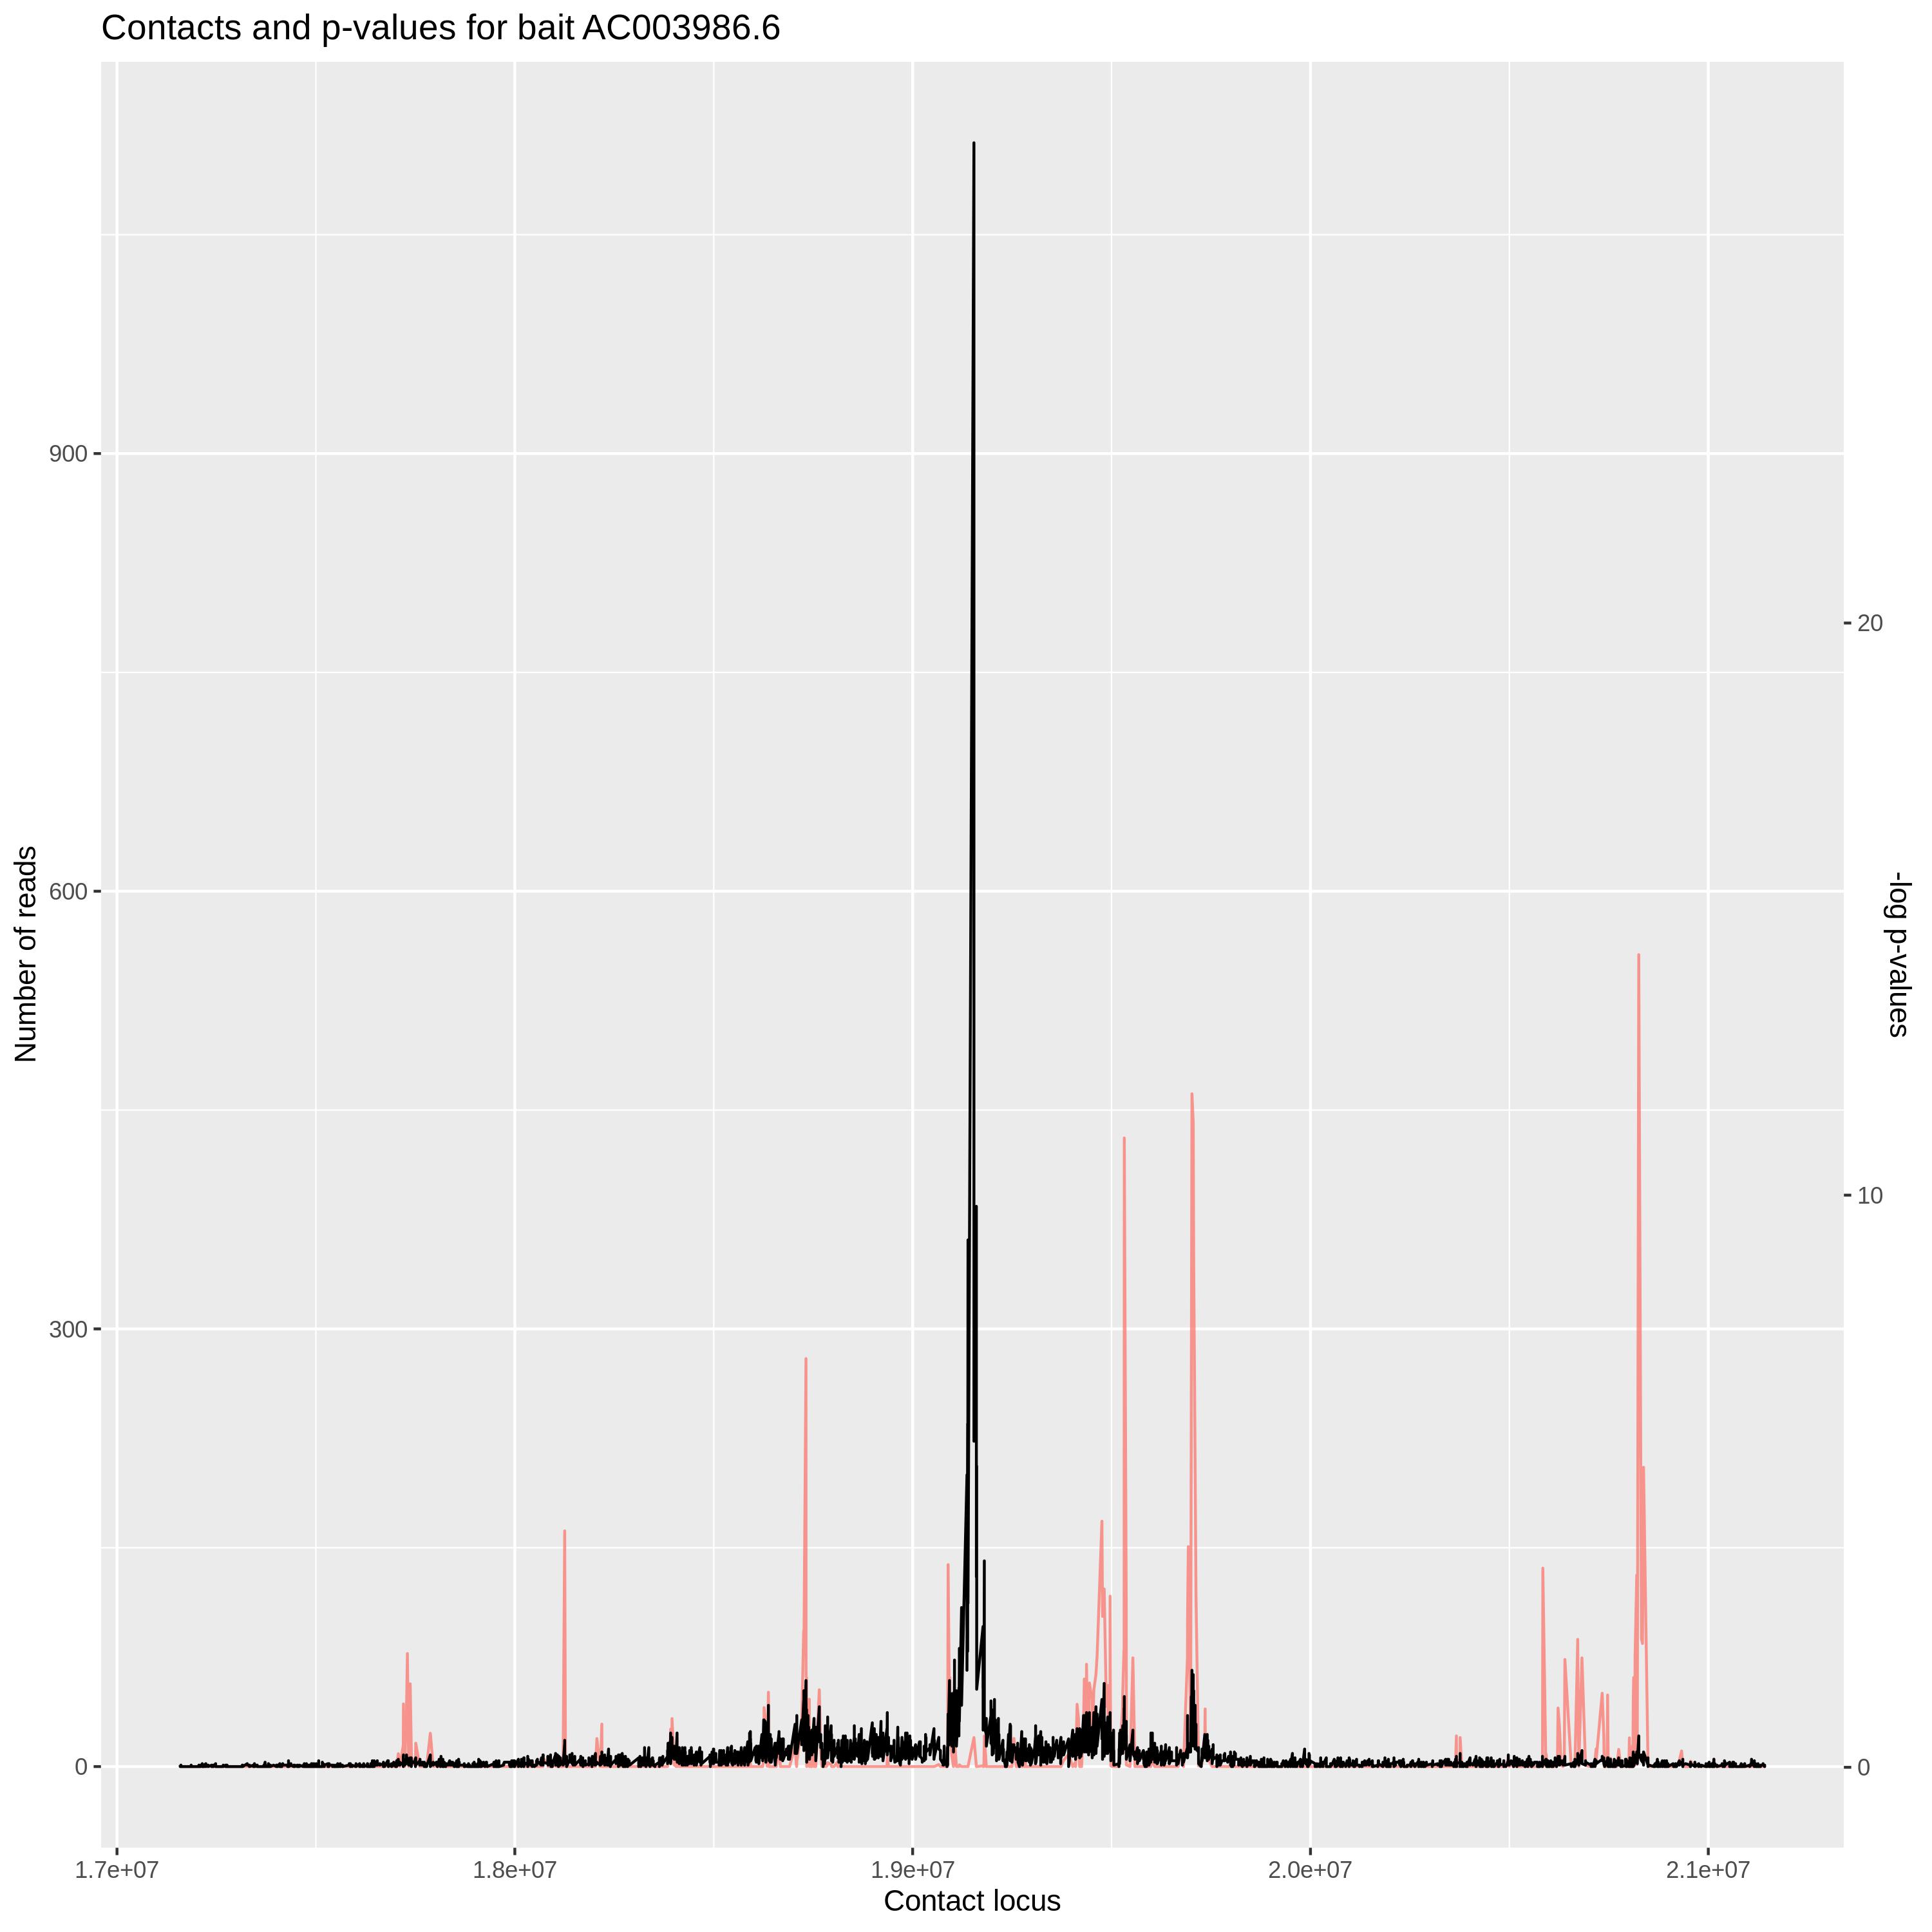 Contacts and p-values for bait AC003986.6
900
600
300
0
Number of reads
20
10
0
-log p-values
1.7e+07
1.8e+07
1.9e+07
2.0e+07
2.1e+07
Contact locus